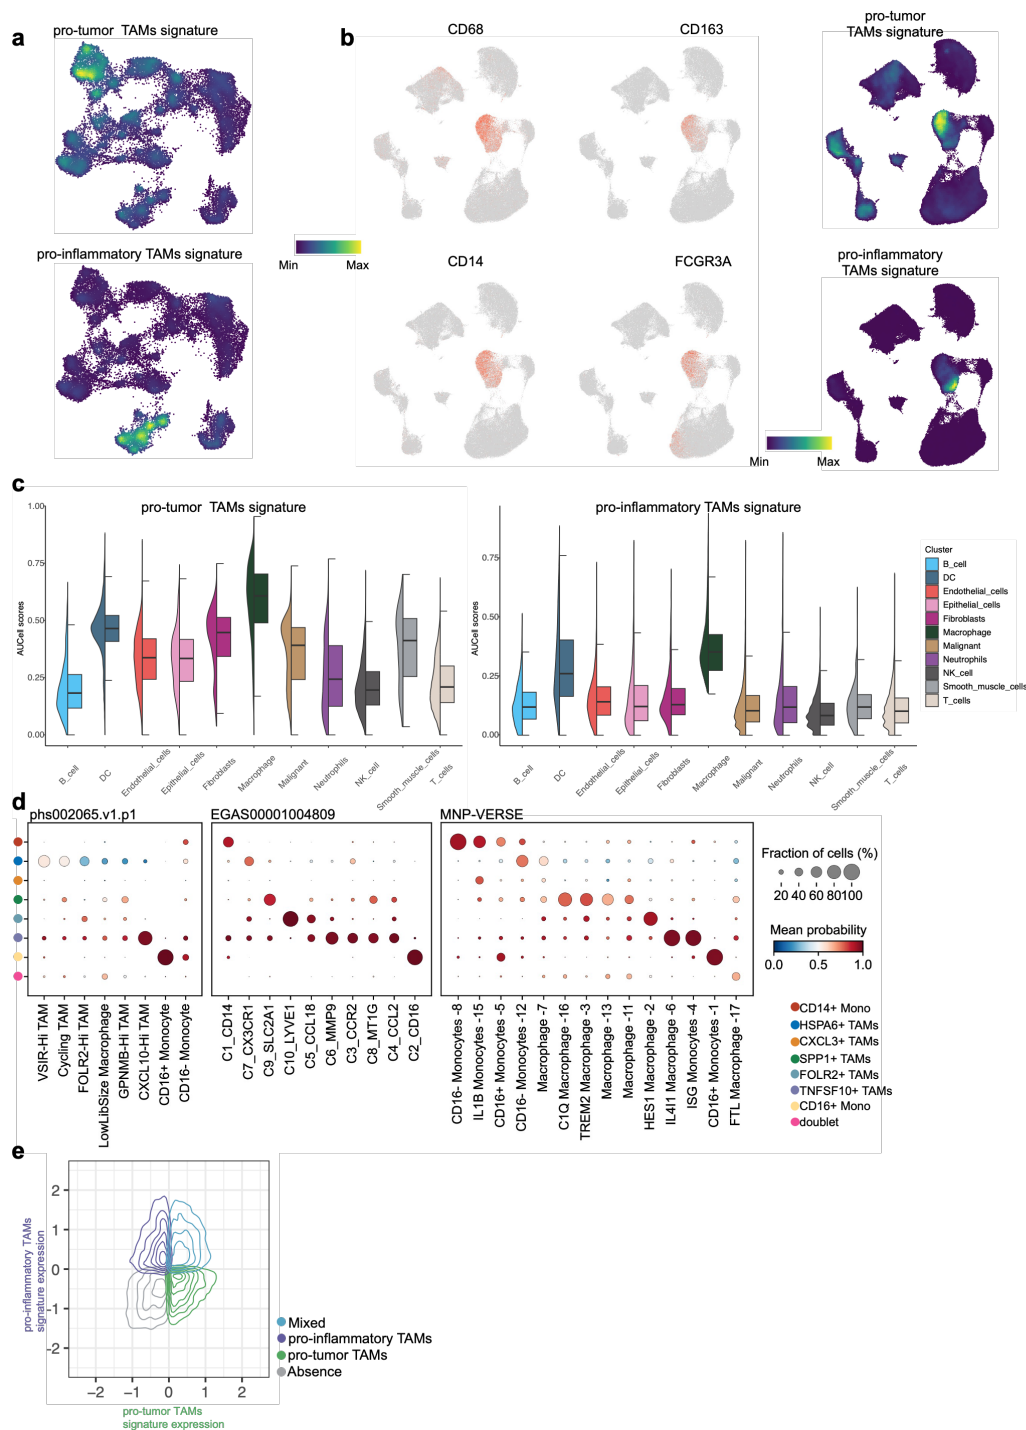 a
pro-tumor TAMs signature
pro-inflammatory TAMs signature
Min
Max
b
CD68
CD163
CD14
FCGR3A
pro-tumor
TAMs signature
pro-inflammatory
TAMs signature
Min
Max
c
pro-tumor TAMs signature
AUCell scores
1.00
0.75
0.50
0.25
0.00
B_cell
DC
Endothelial_cells
Epithelial_cells
Fibroblasts
Macrophage
Malignant
Neutrophils
NK_cell
Smooth_muscle_cells
T_cells
pro-inflammatory TAMs signature
AUCell scores
0.75
0.50
0.25
0.00
B_cell
DC
Endothelial_cells
Epithelial_cells
Fibroblasts
Macrophage
Malignant
Neutrophils
NK_cell
Smooth_muscle_cells
T_cells
Cluster
B_cell
DC
Endothelial_cells
Epithelial_cells
Fibroblasts
Macrophage
Malignant
Neutrophils
NK_cell
Smooth_muscle_cells
T_cells
d
phs002065.v1.p1
VSIR-Hi TAM
Cycling TAM
FOLR2-Hi TAM
LowLibSize Macrophage
GPNMB-Hi TAM
CXCL10-Hi TAM
CD16+ Monocyte
CD16- Monocyte
EGAS00001004809
C1_CD14
C7_CX3CR1
C9_SLC2A1
C10_LYVE1
C5_CCL18
C6_MMP9
C3_CCR2
C8_MT1G
C4_CCL2
C2_CD16
MNP-VERSE
CD16- Monocytes -8
IL1B Monocytes -15
CD16+ Monocytes -5
CD16- Monocytes -12
Macrophage -7
C1Q Macrophage -16
TREM2 Macrophage -3
Macrophage -13
Macrophage -11
HES1 Macrophage -2
IL4I1 Macrophage -6
ISG Monocytes -4
CD16+ Monocytes -1
FTL Macrophage -17
Fraction of cells (%)
20 40 60 80 100
Mean probability
0.0 0.5 1.0
CD14+ Mono
HSPA6+ TAMs
CXCL3+ TAMs
SPP1+ TAMs
FOLR2+ TAMs
TNFSF10+ TAMs
CD16+ Mono
doublet
e
pro-inflammatory TAMs
signature expression
2
1
0
-1
-2
−2 −1 0 1 2
pro-tumor TAMs
signature expression
Mixed
pro-inflammatory TAMs
pro-tumor TAMs
Absence